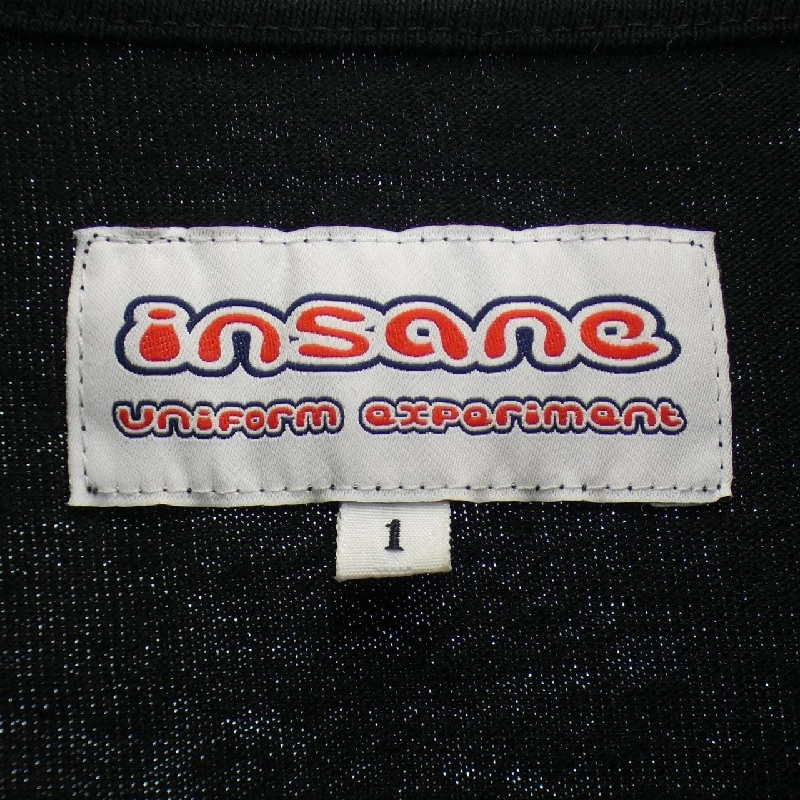 insane
uniform experiment
1